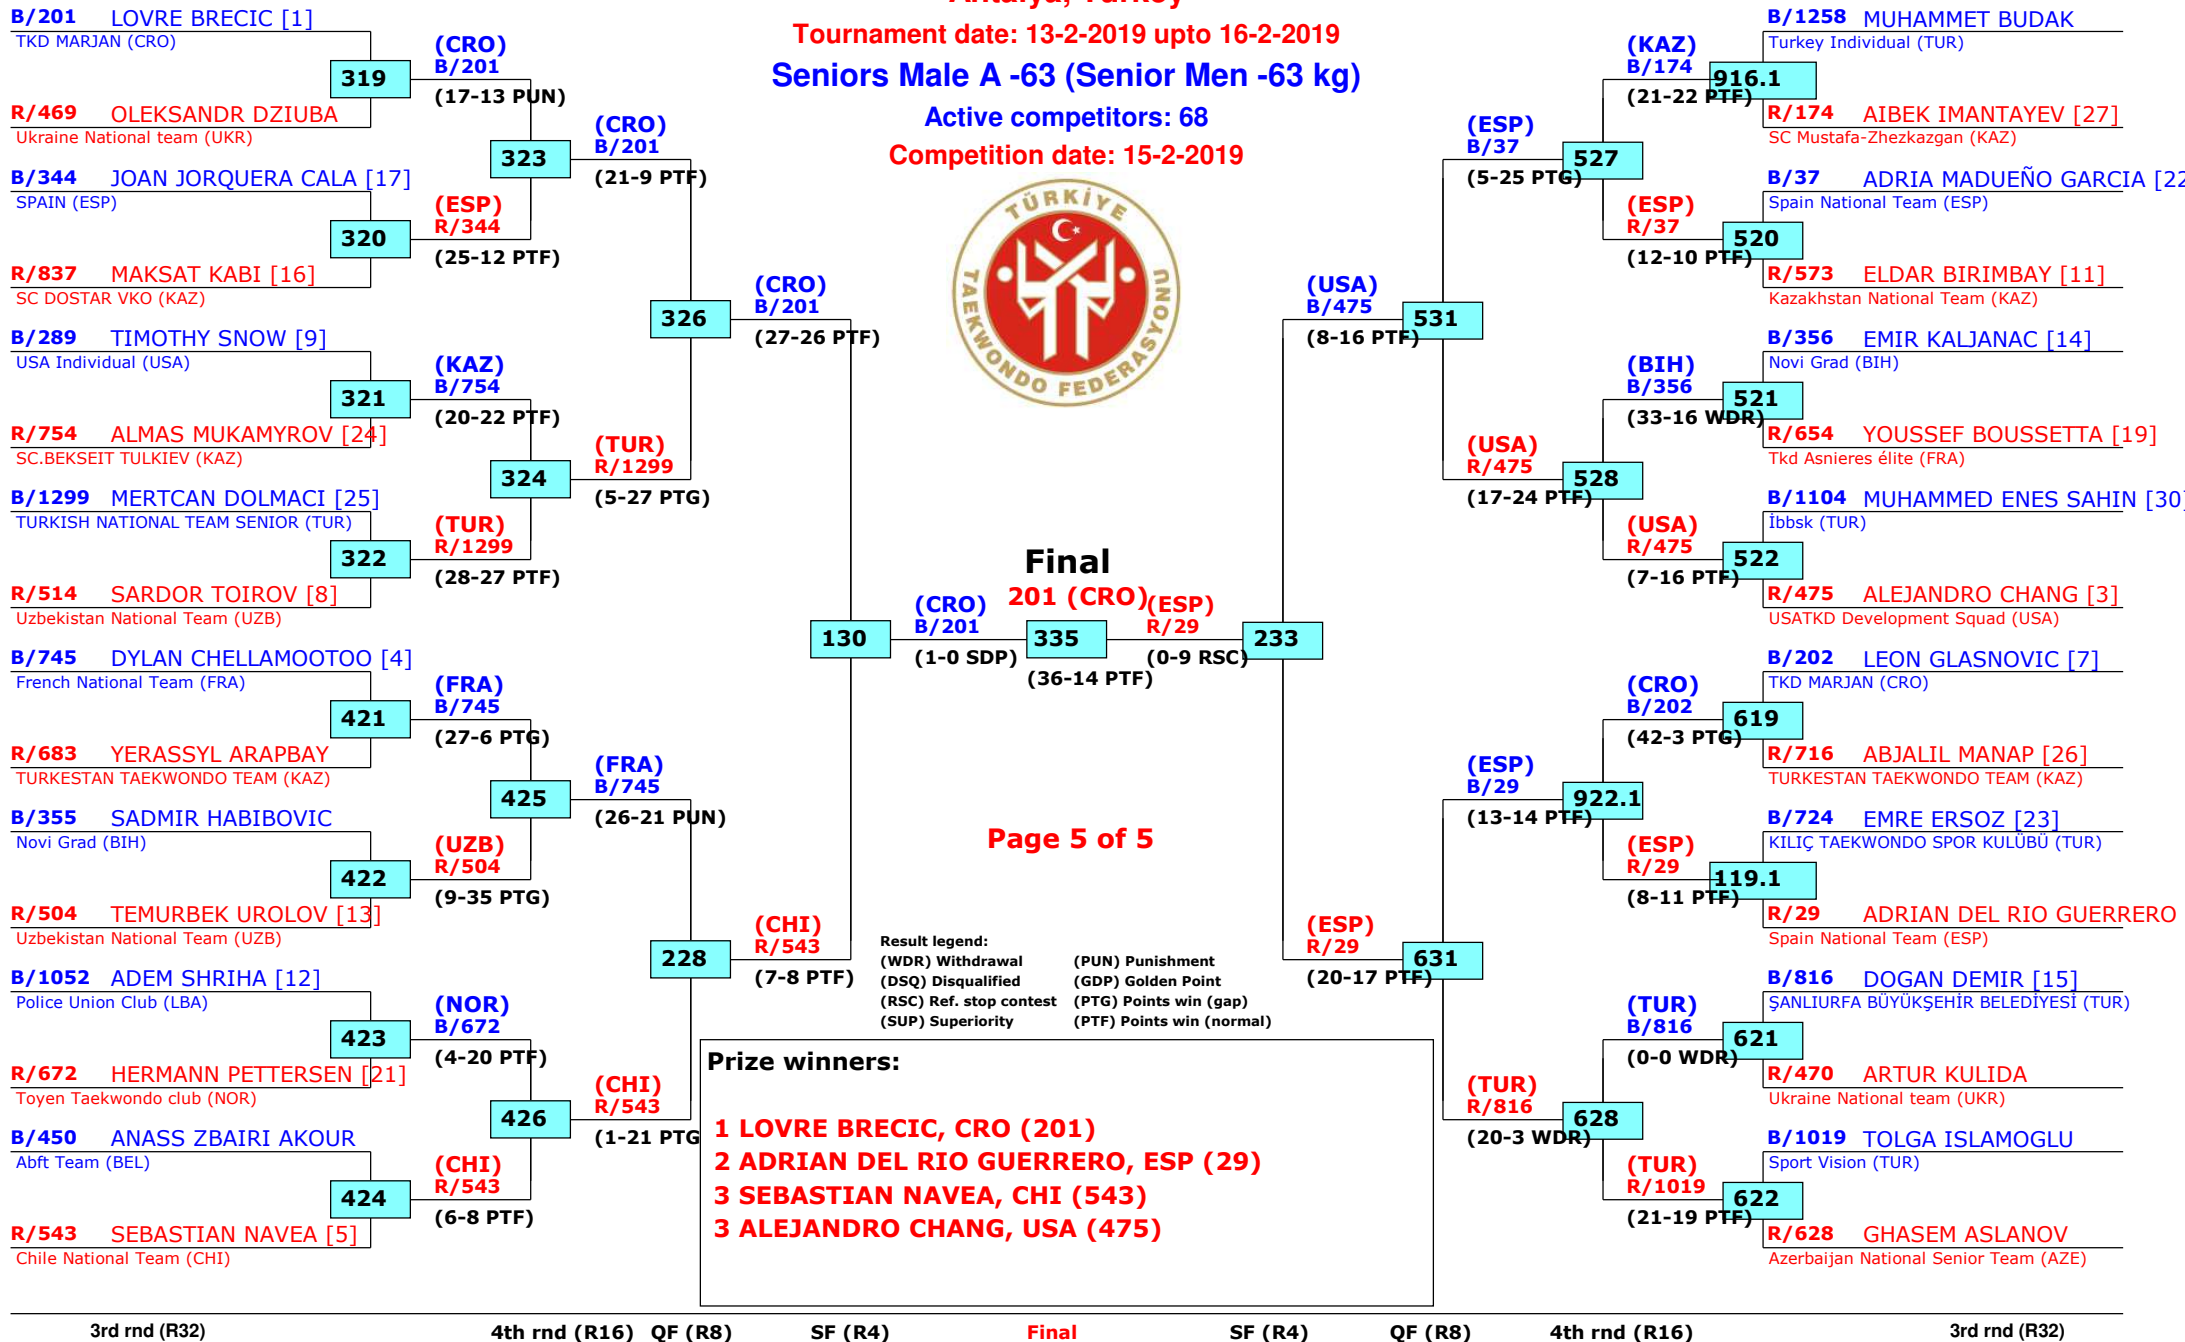 Antalya, Turkey
Tournament date: 13-2-2019 upto 16-2-2019
Seniors Male A -63 (Senior Men -63 kg)
Active competitors: 68
Competition date: 15-2-2019
TÜRKİYE
TAEKWONDO FEDERASYONU
B/201 LOVRE BRECIC [1]
TKD MARJAN (CRO)
319
R/469 OLEKSANDR DZIUBA
Ukraine National team (UKR)
B/344 JOAN JORQUERA CALA [17]
SPAIN (ESP)
320
R/837 MAKSAT KABI [16]
SC DOSTAR VKO (KAZ)
B/289 TIMOTHY SNOW [9]
USA Individual (USA)
321
R/754 ALMAS MUKAMYROV [24]
SC.BEKSEIT TULKIEV (KAZ)
B/1299 MERTCAN DOLMACI [25]
TURKISH NATIONAL TEAM SENIOR (TUR)
322
R/514 SARDOR TOIROV [8]
Uzbekistan National Team (UZB)
B/745 DYLAN CHELLAMOOTOO [4]
French National Team (FRA)
421
R/683 YERASSYL ARAPBAY
TURKESTAN TAEKWONDO TEAM (KAZ)
B/355 SADMIR HABIBOVIC
Novi Grad (BIH)
422
R/504 TEMURBEK UROLOV [13]
Uzbekistan National Team (UZB)
B/1052 ADEM SHRIHA [12]
Police Union Club (LBA)
423
R/672 HERMANN PETTERSEN [21]
Toyen Taekwondo club (NOR)
B/450 ANASS ZBAIRI AKOUR
Abft Team (BEL)
424
R/543 SEBASTIAN NAVEA [5]
Chile National Team (CHI)
(CRO)
B/201
(17-13 PUN)
323
(ESP)
R/344
(25-12 PTF)
(KAZ)
B/754
(20-22 PTF)
324
(TUR)
R/1299
(28-27 PTF)
(FRA)
B/745
(27-6 PTG)
425
(UZB)
R/504
(9-35 PTG)
(NOR)
B/672
(4-20 PTF)
426
(CHI)
R/543
(6-8 PTF)
(CRO)
B/201
(21-9 PTF)
326
(TUR)
R/1299
(5-27 PTG)
(FRA)
B/745
(26-21 PUN)
228
(CHI)
R/543
(1-21 PTG
(CRO)
B/201
(27-26 PTF)
130
(CHI)
R/543
(7-8 PTF)
(CRO)
B/201
(1-0 SDP)
Final
201 (CRO)
335
(36-14 PTF)
(ESP)
R/29
(0-9 RSC)
233
Page 5 of 5
(USA)
B/475
(8-16 PTF)
531
(ESP)
R/29
(20-17 PTF)
631
(ESP)
B/37
(5-25 PTG)
527
(USA)
R/475
(17-24 PTF)
528
(ESP)
B/29
(13-14 PTF)
922.1
(TUR)
R/816
(20-3 WDR)
628
(KAZ)
B/174
(21-22 PTF)
916.1
(ESP)
R/37
(12-10 PTF)
520
(BIH)
B/356
(33-16 WDR)
521
(USA)
R/475
(7-16 PTF)
522
(CRO)
B/202
(42-3 PTG)
619
(ESP)
R/29
(8-11 PTF)
119.1
(TUR)
B/816
(0-0 WDR)
621
(TUR)
R/1019
(21-19 PTF)
622
B/1258 MUHAMMET BUDAK
Turkey Individual (TUR)
R/174 AIBEK IMANTAYEV [27]
SC Mustafa-Zhezkazgan (KAZ)
B/37 ADRIA MADUEÑO GARCIA [22
Spain National Team (ESP)
R/573 ELDAR BIRIMBAY [11]
Kazakhstan National Team (KAZ)
B/356 EMIR KALJANAC [14]
Novi Grad (BIH)
R/654 YOUSSEF BOUSSETTA [19]
Tkd Asnieres élite (FRA)
B/1104 MUHAMMED ENES SAHIN [30]
İbbsk (TUR)
R/475 ALEJANDRO CHANG [3]
USATKD Development Squad (USA)
B/202 LEON GLASNOVIC [7]
TKD MARJAN (CRO)
R/716 ABJALIL MANAP [26]
TURKESTAN TAEKWONDO TEAM (KAZ)
B/724 EMRE ERSOZ [23]
KILIÇ TAEKWONDO SPOR KULÜBÜ (TUR)
R/29 ADRIAN DEL RIO GUERRERO
Spain National Team (ESP)
B/816 DOGAN DEMIR [15]
ŞANLIURFA BÜYÜKŞEHİR BELEDİYESİ (TUR)
R/470 ARTUR KULIDA
Ukraine National team (UKR)
B/1019 TOLGA ISLAMOGLU
Sport Vision (TUR)
R/628 GHASEM ASLANOV
Azerbaijan National Senior Team (AZE)
Result legend:
(WDR) Withdrawal (PUN) Punishment
(DSQ) Disqualified (GDP) Golden Point
(RSC) Ref. stop contest (PTG) Points win (gap)
(SUP) Superiority (PTF) Points win (normal)
Prize winners:
1 LOVRE BRECIC, CRO (201)
2 ADRIAN DEL RIO GUERRERO, ESP (29)
3 SEBASTIAN NAVEA, CHI (543)
3 ALEJANDRO CHANG, USA (475)
3rd rnd (R32) 4th rnd (R16) QF (R8) SF (R4) Final SF (R4) QF (R8) 4th rnd (R16) 3rd rnd (R32)